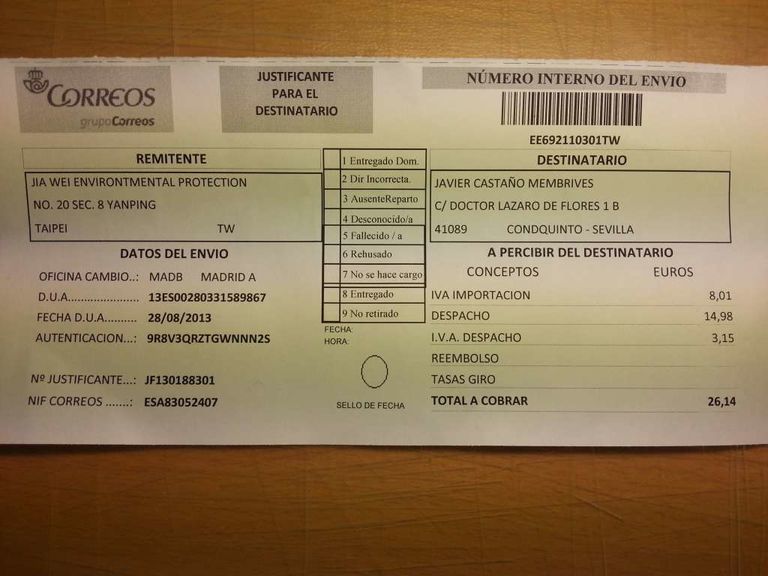 CORREOS
grupoCorreos
JUSTIFICANTE
PARA EL
DESTINATARIO
NÚMERO INTERNO DEL ENVIO
EE692110301TW
REMITENTE
JIA WEI ENVIRONTMENTAL PROTECTION
NO. 20 SEC. 8 YANPING
TAIPEI TW
DATOS DEL ENVIO
OFICINA CAMBIO..: MADB MADRID A
D.U.A...................... 13ES00280331589867
FECHA D.U.A......... 28/08/2013
AUTENTICACION...: 9R8V3QRZTGWNNN2S
Nº JUSTIFICANTE...: JF130188301
NIF CORREOS .......: ESA83052407
1 Entregado Dom.
2 Dir Incorrecta.
3 AusenteReparto
4 Desconocido/a
5 Fallecido / a
6 Rehusado
7 No se hace cargo
8 Entregado
9 No retirado
FECHA:
HORA:
SELLO DE FECHA
DESTINATARIO
JAVIER CASTAÑO MEMBRIVES
C/ DOCTOR LAZARO DE FLORES 1 B
41089 CONDQUINTO - SEVILLA
A PERCIBIR DEL DESTINATARIO
CONCEPTOS EUROS
IVA IMPORTACION 8,01
DESPACHO 14,98
I.V.A. DESPACHO 3,15
REEMBOLSO
TASAS GIRO
TOTAL A COBRAR 26,14